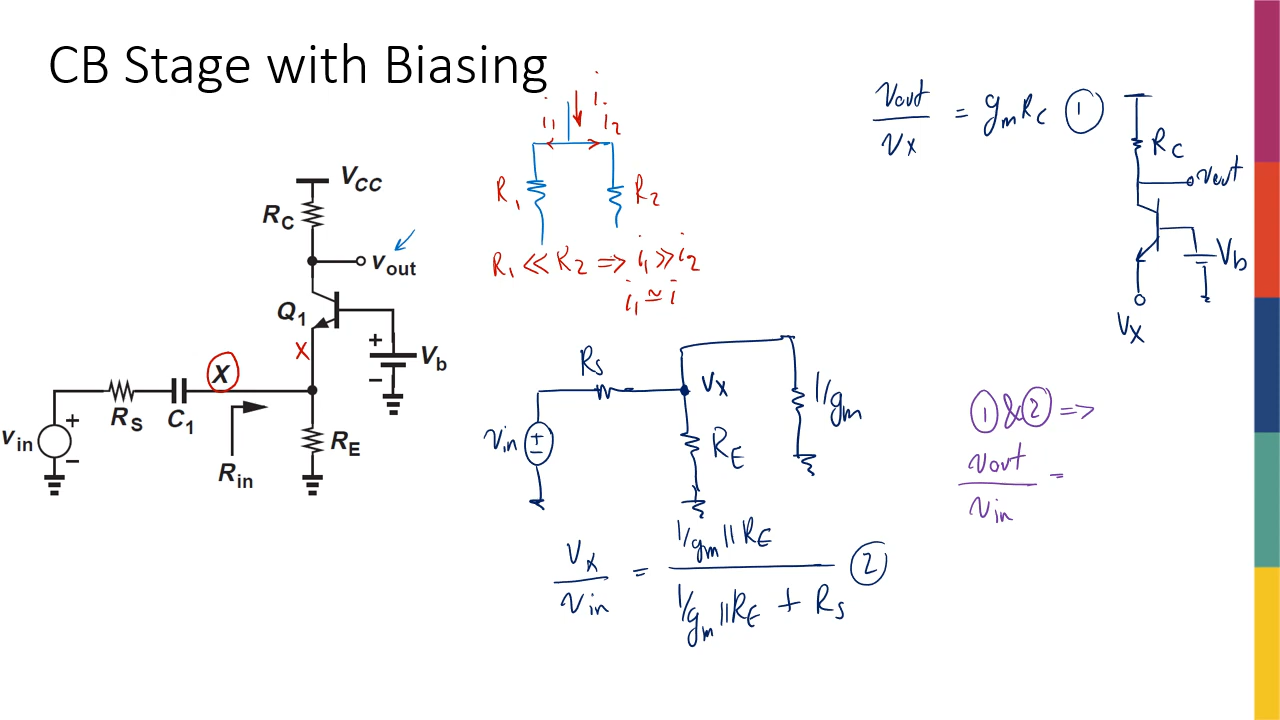 CB Stage with Biasing
VCC
RC
vout
Q1
X
X
+
−
Vb
RS
C1
vin
+
−
Rin
RE
i
i1
i2
R1
R2
R1 << R2 => i1 >> i2
i1 ≃ i
vout/vx = gm RC ①
RC
vout
Vb
Vx
Rs
vx
vin
+
−
RE
1/gm
Vx/vin = (1/gm || RE)/(1/gm || RE + Rs) ②
① & ② =>
vout/vin =